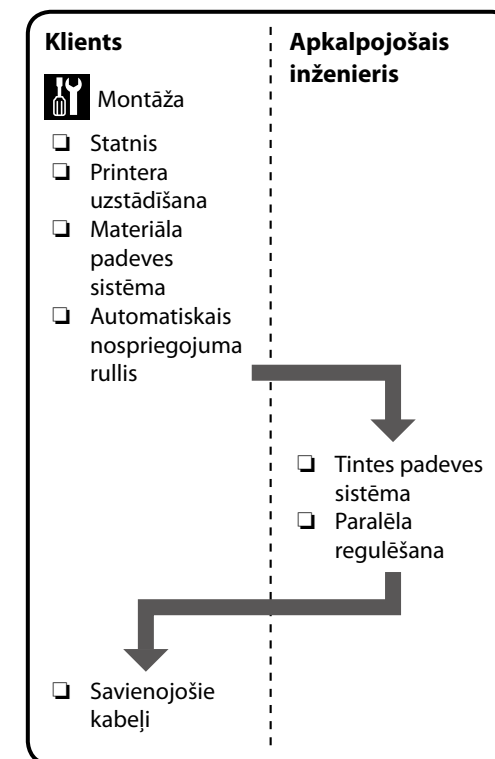 Klients
Montāža
❏ Statnis
❏ Printera
uzstādīšana
❏ Materiāla
padeves
sistēma
❏ Automatiskais
nospriegojuma
rullis
Apkalpojošais
inženieris
❏ Tintes padeves
sistēma
❏ Paralēla
regulēšana
❏ Savienojošie
kabeļi